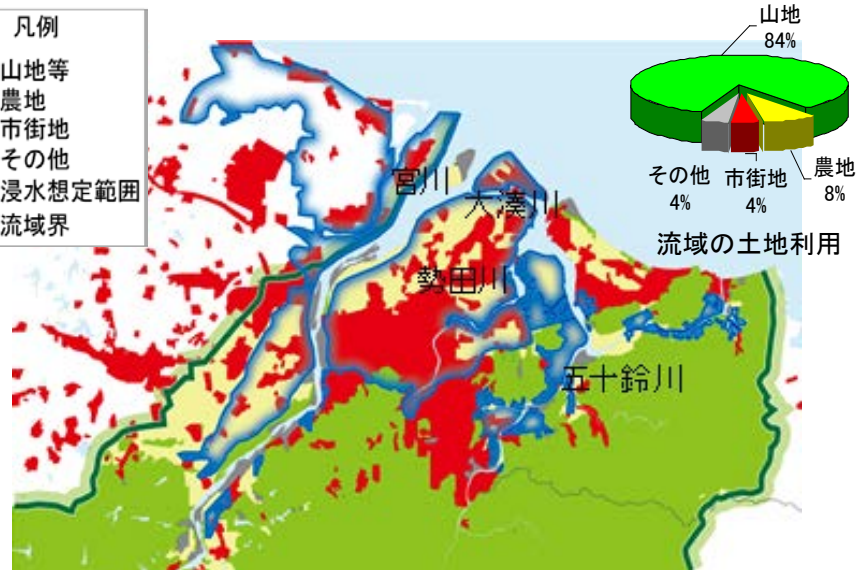 凡例
山地等
農地
市街地
その他
浸水想定範囲
流域界
山地
84%
その他
4%
市街地
4%
農地
8%
流域の土地利用
宮川
大湊川
勢田川
五十鈴川